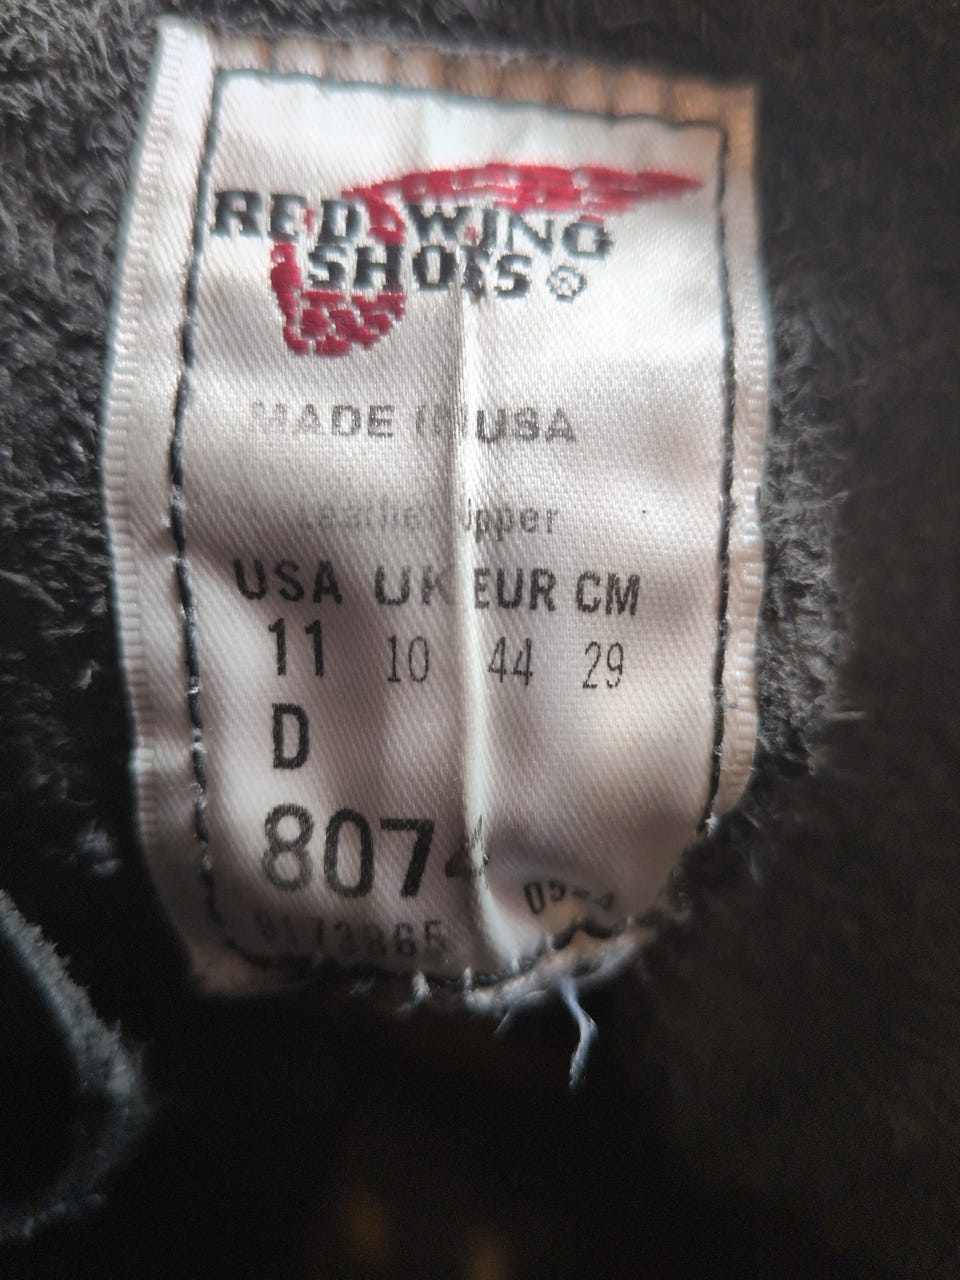 RED WING
SHOES®
MADE IN USA
Leather Upper
USA UK EUR CM
11 10 44 29
D
8074